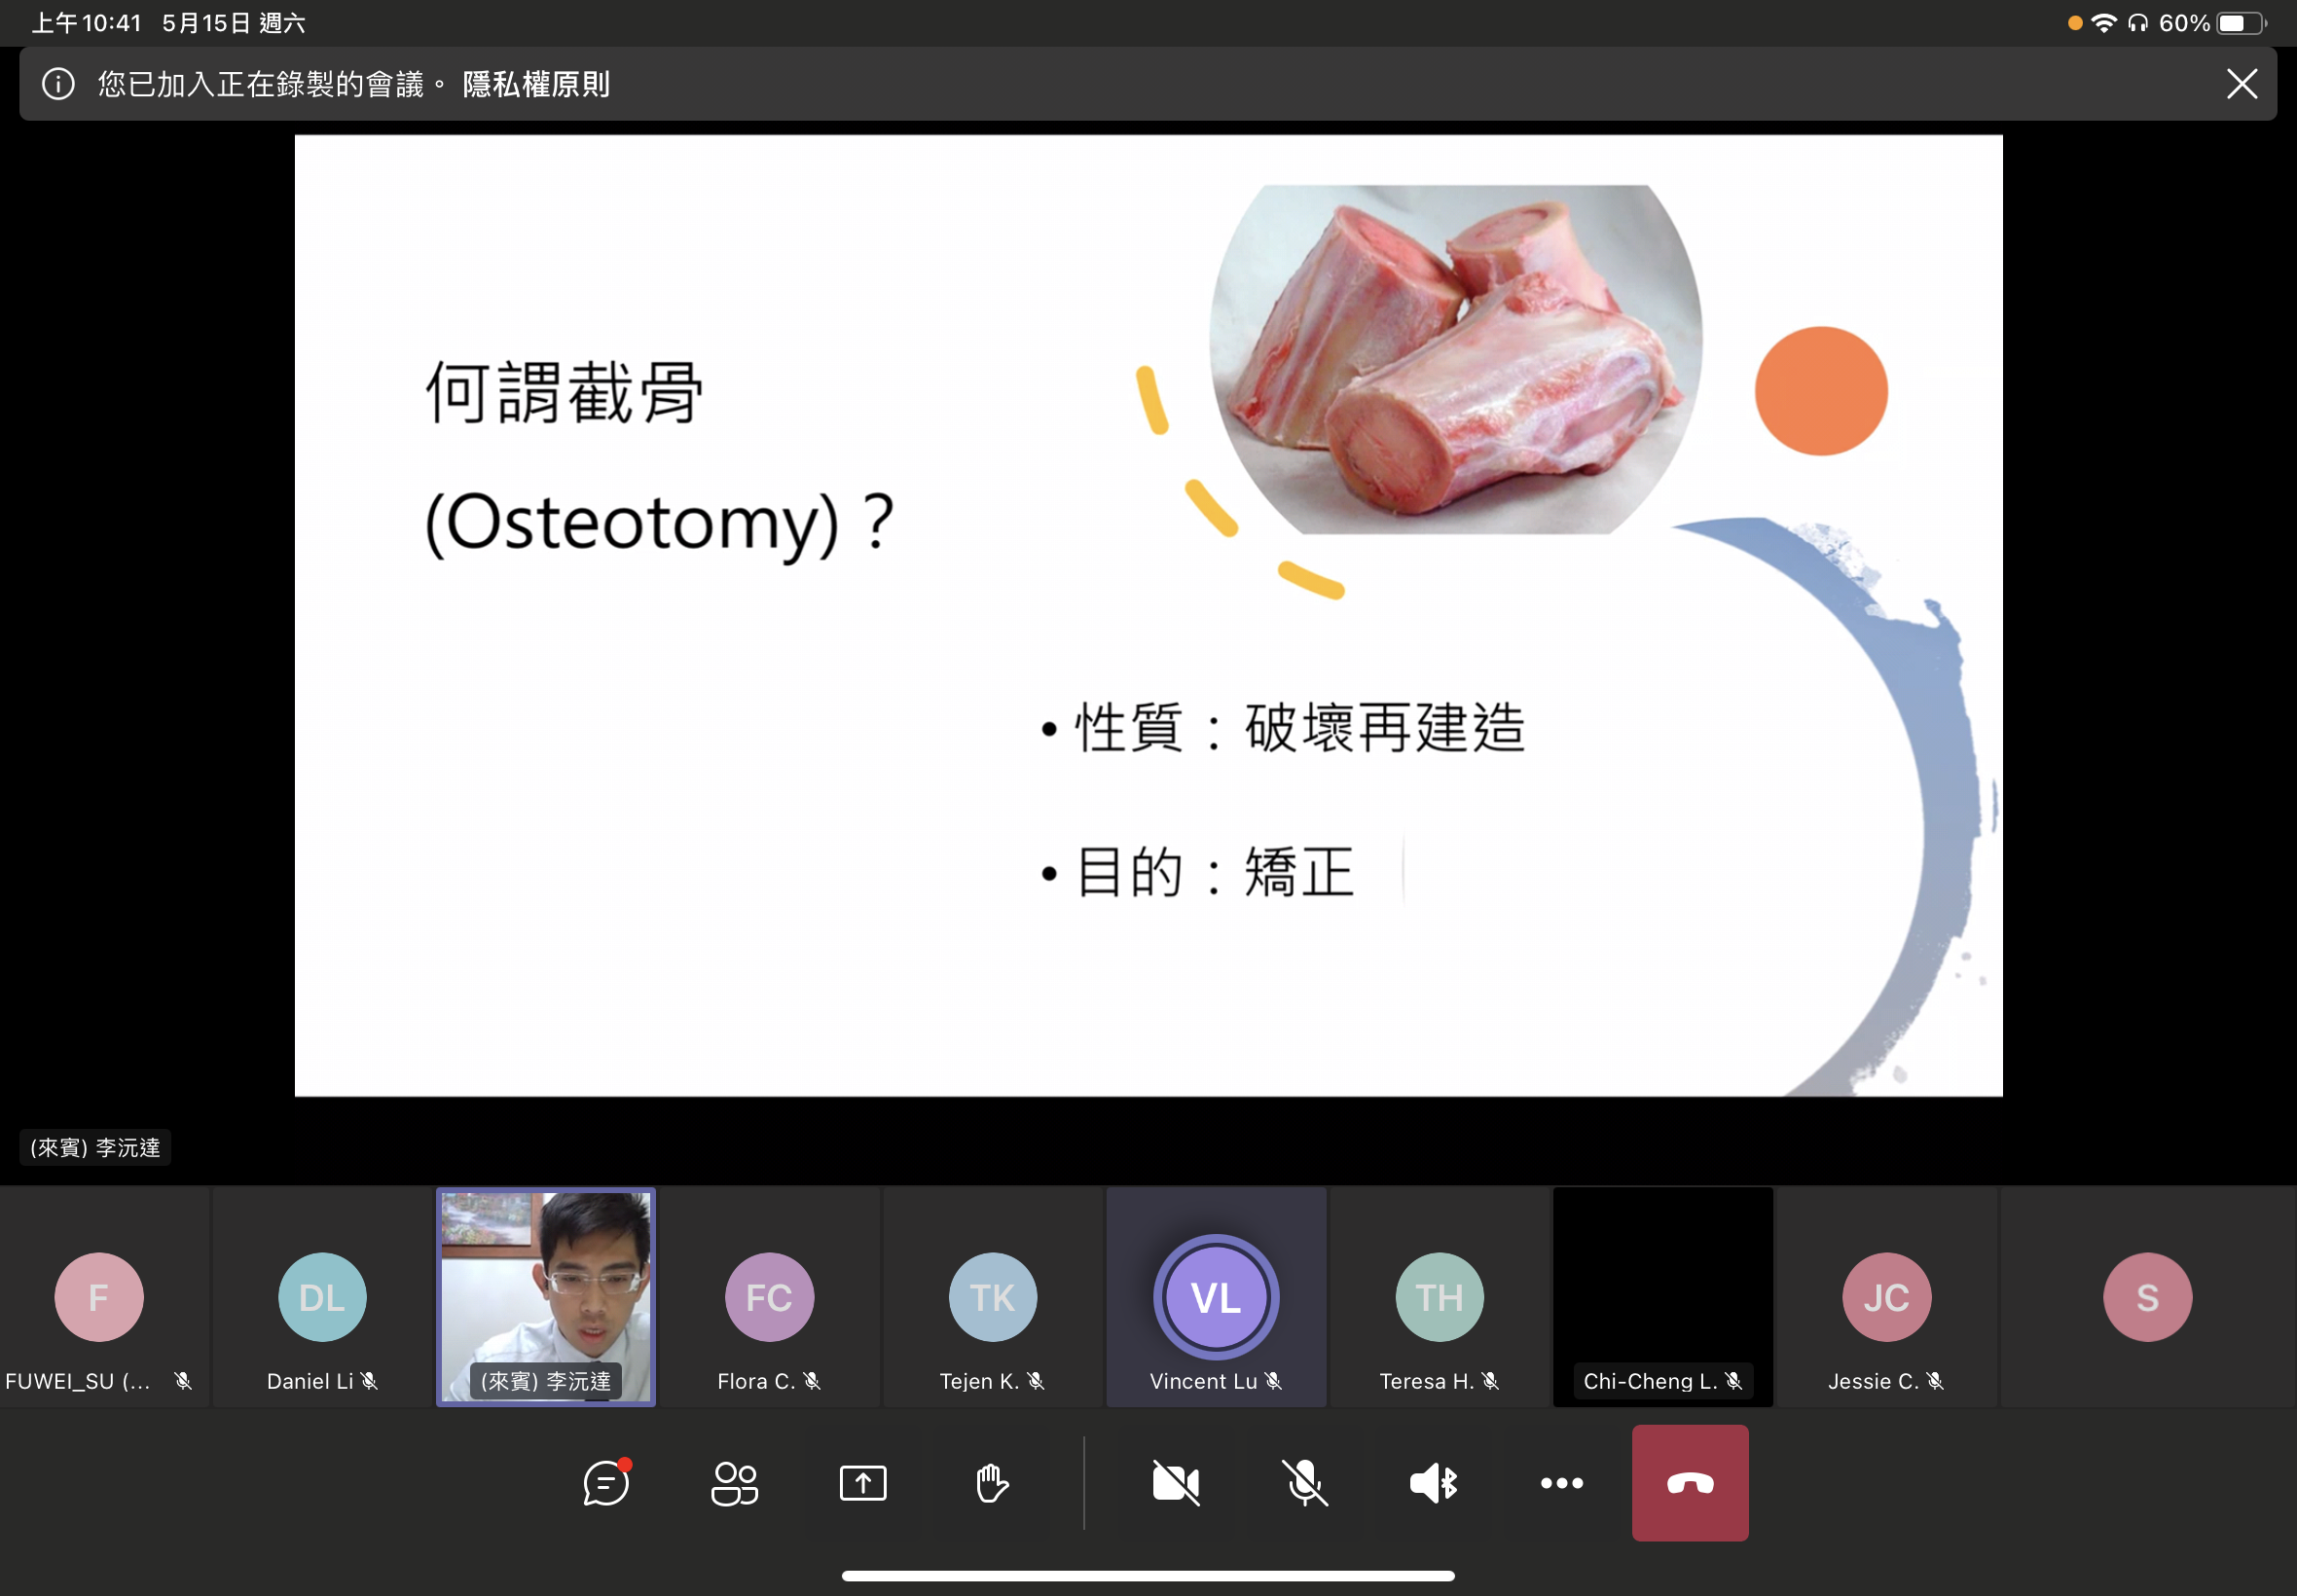 上午10:41 5月15日 週六
60%
您已加入正在錄製的會議。 隱私權原則
何謂截骨
(Osteotomy)？
• 性質：破壞再建造
• 目的：矯正
(來賓) 李沅達
F
DL
FC
TK
VL
TH
JC
S
FUWEI_SU (...
Daniel Li
(來賓) 李沅達
Flora C.
Tejen K.
Vincent Lu
Teresa H.
Chi-Cheng L.
Jessie C.